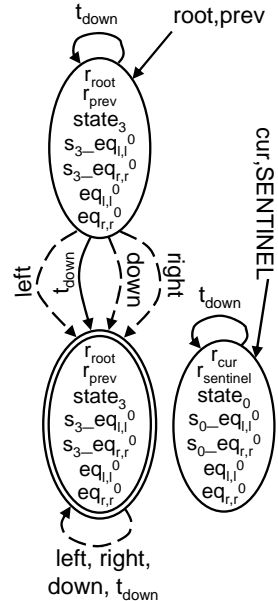 t_down
root,prev
r_root
r_prev
state_3
s_3_eq_l,l^0
s_3_eq_r,r^0
eq_l,l^0
eq_r,r^0
cur,SENTINEL
left
t_down
down
right
t_down
r_root
r_prev
state_3
s_3_eq_l,l^0
s_3_eq_r,r^0
eq_l,l^0
eq_r,r^0
r_cur
r_sentinel
state_0
s_0_eq_l,l^0
s_0_eq_r,r^0
eq_l,l^0
eq_r,r^0
left, right,
down, t_down